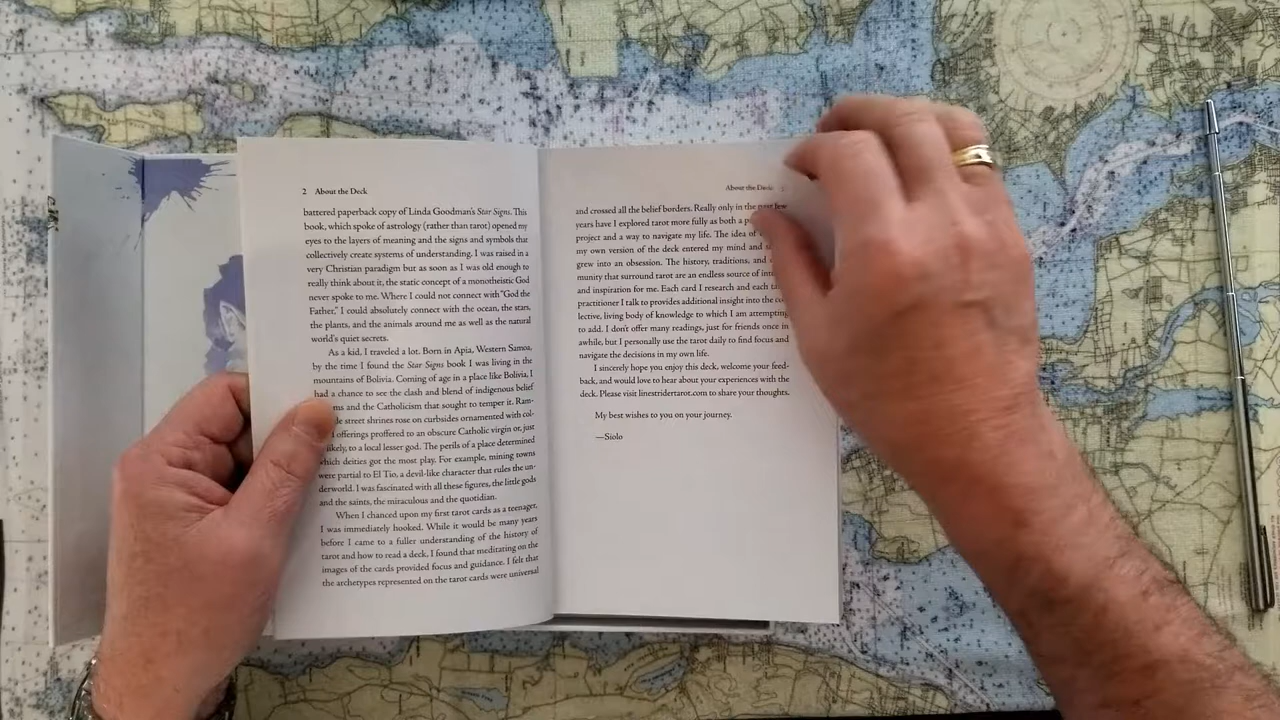 2 About the Deck
battered paperback copy of Linda Goodman's Star Signs. This
book, which spoke of astrology (rather than tarot) opened my
eyes to the layers of meaning and the signs and symbols that
collectively create systems of understanding. I was raised in a
very Christian paradigm but as soon as I was old enough to
really think about it, the static concept of a monotheistic God
never spoke to me. Where I could not connect with "God the
Father," I could absolutely connect with the ocean, the stars,
the plants, and the animals around me as well as the natural
world's quiet secrets.
As a kid, I traveled a lot. Born in Apia, Western Samoa,
by the time I found the Star Signs book I was living in the
mountains of Bolivia. Coming of age in a place like Bolivia, I
had a chance to see the clash and blend of indigenous belief
ms and the Catholicism that sought to temper it. Ram-
le street shrines rose on curbsides ornamented with col-
l offerings proffered to an obscure Catholic virgin or, just
likely, to a local lesser god. The perils of a place determined
which deities got the most play. For example, mining towns
were partial to El Tio, a devil-like character that rules the un-
derworld. I was fascinated with all these figures, the little gods
and the saints, the miraculous and the quotidian.
When I chanced upon my first tarot cards as a teenager,
I was immediately hooked. While it would be many years
before I came to a fuller understanding of the history of
tarot and how to read a deck, I found that meditating on the
images of the cards provided focus and guidance. I felt that
the archetypes represented on the tarot cards were universal
About the Deck
and crossed all the belief borders. Really only in the past few
years have I explored tarot more fully as both a
project and a way to navigate my life. The idea of
my own version of the deck entered my mind and
grew into an obsession. The history, traditions, and
munity that surround tarot are an endless source of
and inspiration for me. Each card I research and each
practitioner I talk to provides additional insight into the co
lective, living body of knowledge to which I am attempting
to add. I don't offer many readings, just for friends once in
awhile, but I personally use the tarot daily to find focus and
navigate the decisions in my own life.
I sincerely hope you enjoy this deck, welcome your feed-
back, and would love to hear about your experiences with the
deck. Please visit linestridertarot.com to share your thoughts.
My best wishes to you on your journey.
—Siolo